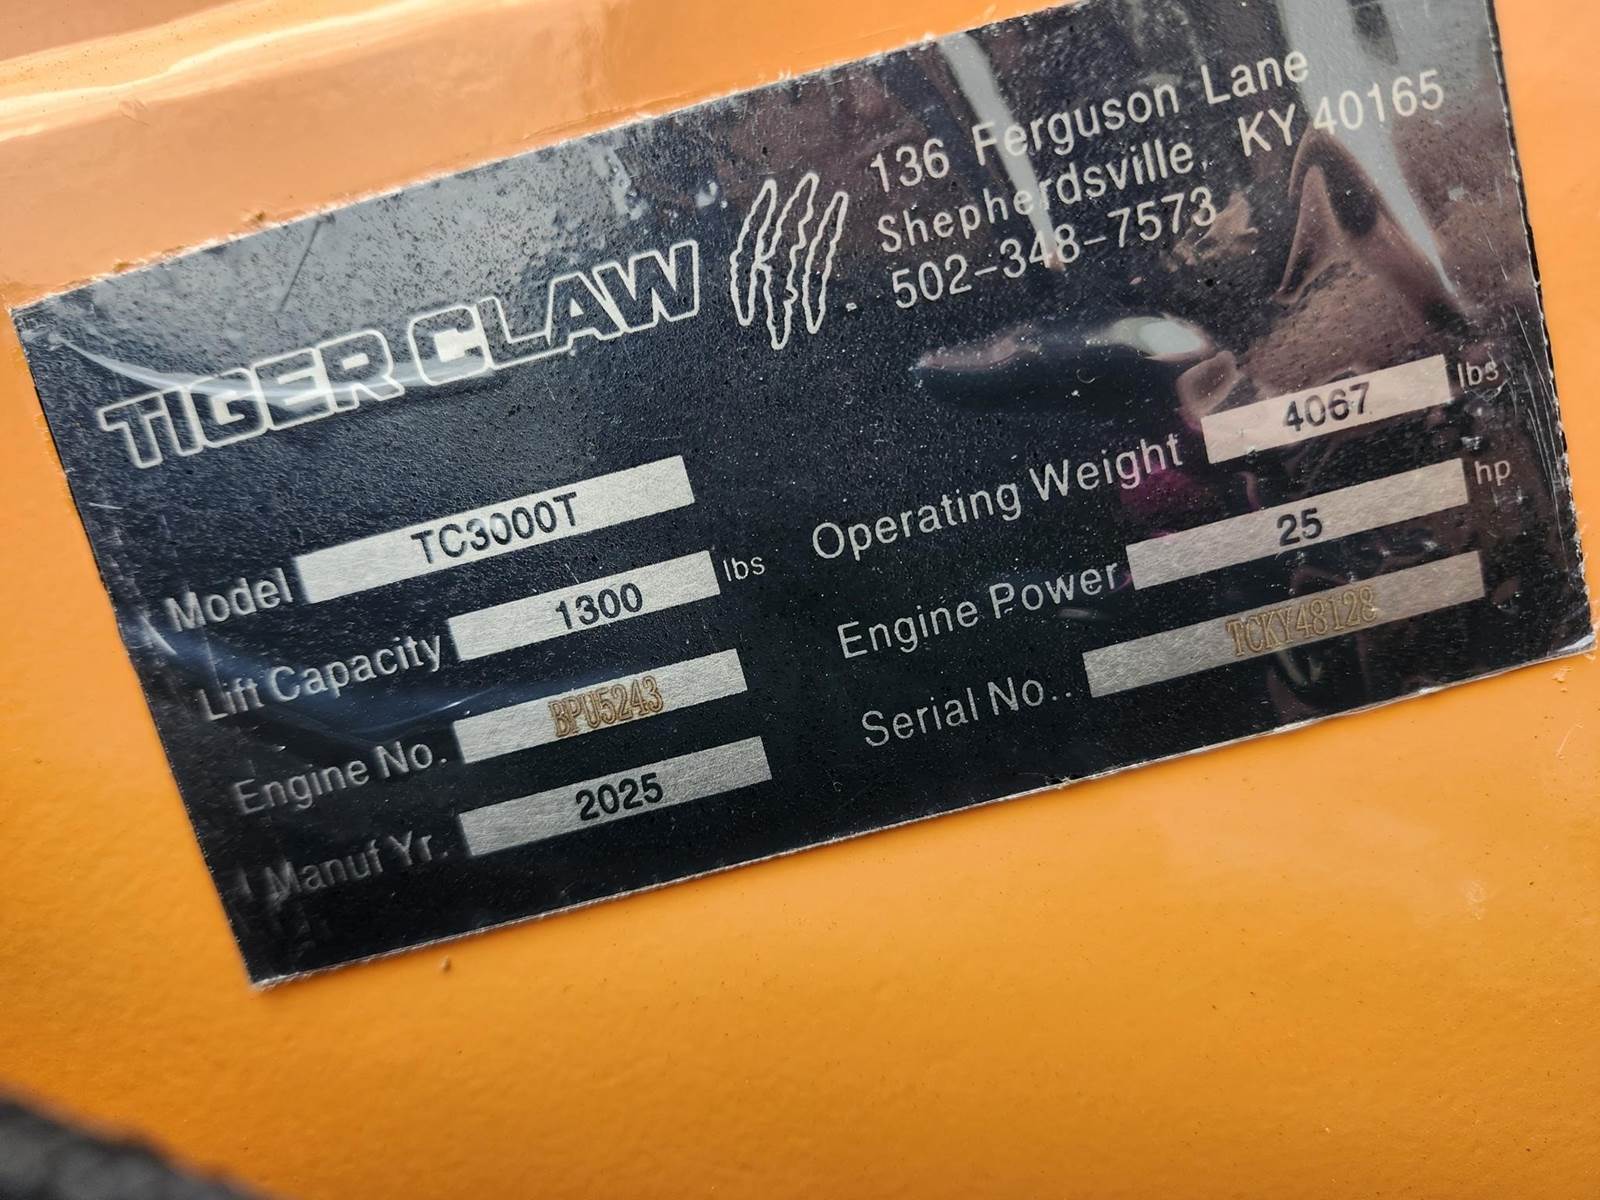 TIGER CLAW
136 Ferguson Lane
Shepherdsville, KY 40165
502-348-7573
Model TC3000T
Lift Capacity 1300 lbs
Engine No. BPU5243
Manuf Yr. 2025
Operating Weight 4067 lbs
Engine Power 25 hp
Serial No.. TCKY48128